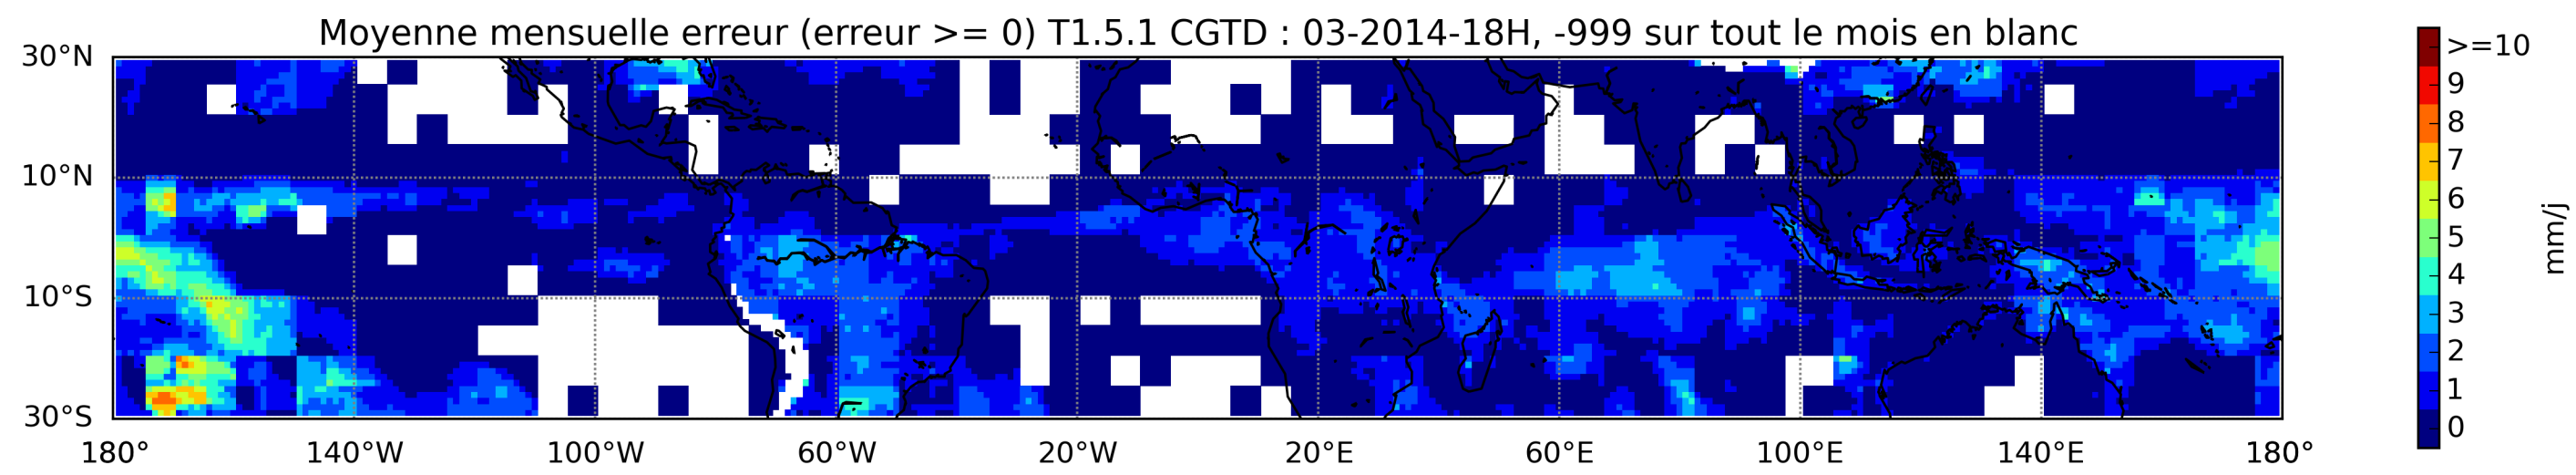 Moyenne mensuelle erreur (erreur >= 0) T1.5.1 CGTD : 03-2014-18H, -999 sur tout le mois en blanc
30°N
10°N
10°S
30°S
180°
140°W
100°W
60°W
20°W
20°E
60°E
100°E
140°E
180°
>=10
9
8
7
6
5
4
3
2
1
0
mm/j